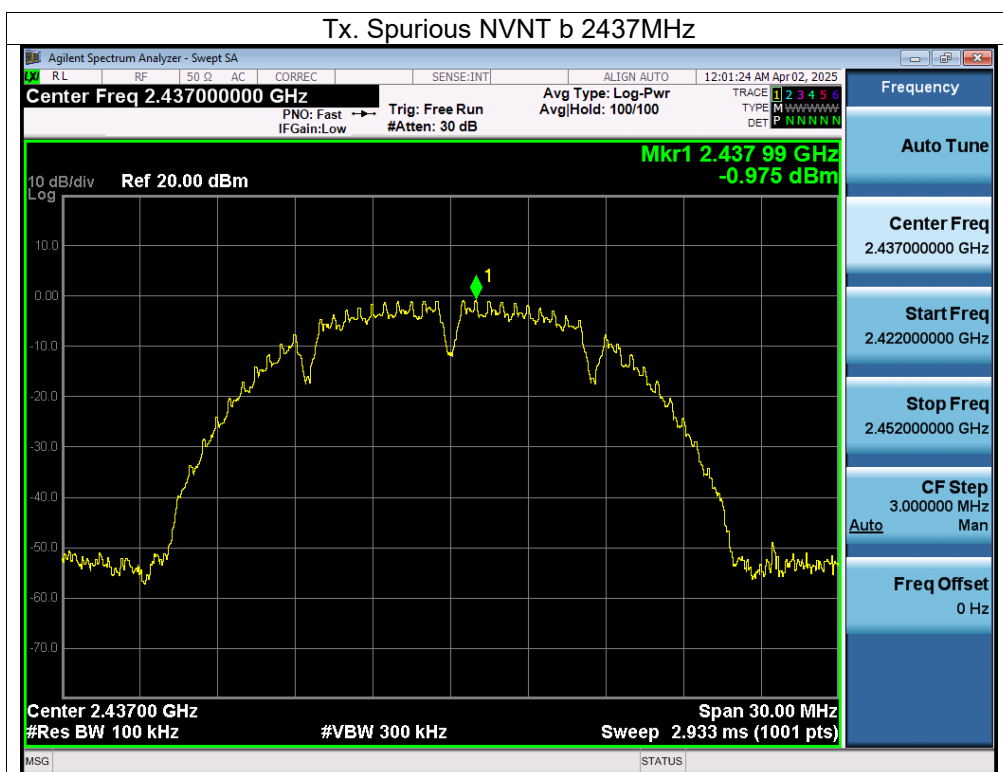 Tx. Spurious NVNT b 2437MHz
Agilent Spectrum Analyzer - Swept SA
LXI RL RF 50 Ω AC CORREC SENSE:INT ALIGN AUTO 12:01:24 AM Apr 02, 2025
Center Freq 2.437000000 GHz
PNO: Fast
IFGain:Low
Trig: Free Run
#Atten: 30 dB
Avg Type: Log-Pwr
Avg|Hold: 100/100
TRACE 1 2 3 4 5 6
TYPE M WWWWW
DET P N N N N N
Mkr1 2.437 99 GHz
-0.975 dBm
10 dB/div Ref 20.00 dBm
Log
10.0
0.00
-10.0
-20.0
-30.0
-40.0
-50.0
-60.0
-70.0
1
Center 2.43700 GHz Span 30.00 MHz
#Res BW 100 kHz #VBW 300 kHz Sweep 2.933 ms (1001 pts)
MSG STATUS
Frequency
Auto Tune
Center Freq
2.437000000 GHz
Start Freq
2.422000000 GHz
Stop Freq
2.452000000 GHz
CF Step
3.000000 MHz
Auto Man
Freq Offset
0 Hz